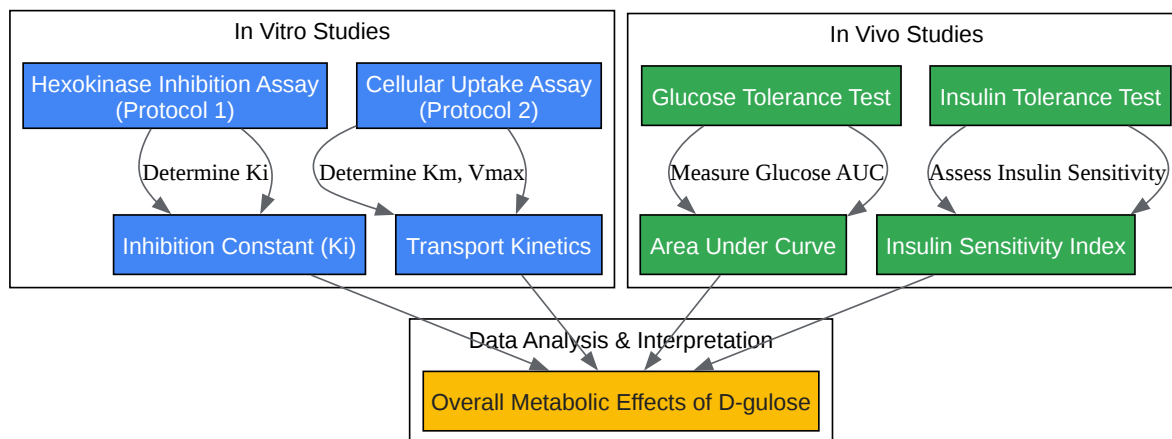 In Vitro Studies
Hexokinase Inhibition Assay
(Protocol 1)
Cellular Uptake Assay
(Protocol 2)
Determine Ki
Determine Km, Vmax
Inhibition Constant (Ki)
Transport Kinetics
In Vivo Studies
Glucose Tolerance Test
Insulin Tolerance Test
Measure Glucose AUC
Assess Insulin Sensitivity
Area Under Curve
Insulin Sensitivity Index
Data Analysis & Interpretation
Overall Metabolic Effects of D-gulose